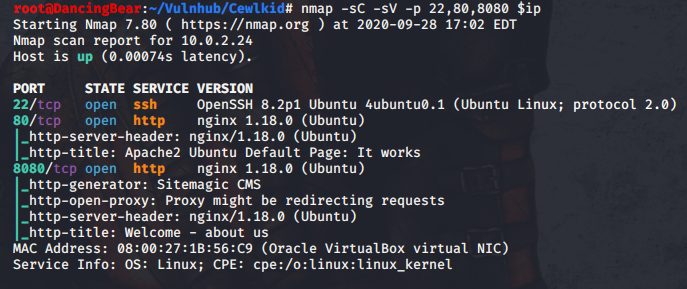 root@DancingBear:~/Vulnhub/Cewlkid# nmap -sC -sV -p 22,80,8080 $ip
Starting Nmap 7.80 ( https://nmap.org ) at 2020-09-28 17:02 EDT
Nmap scan report for 10.0.2.24
Host is up (0.00074s latency).
PORT     STATE SERVICE VERSION
22/tcp   open  ssh     OpenSSH 8.2p1 Ubuntu 4ubuntu0.1 (Ubuntu Linux; protocol 2.0)
80/tcp   open  http    nginx 1.18.0 (Ubuntu)
|_http-server-header: nginx/1.18.0 (Ubuntu)
|_http-title: Apache2 Ubuntu Default Page: It works
8080/tcp open  http    nginx 1.18.0 (Ubuntu)
|_http-generator: Sitemagic CMS
|_http-open-proxy: Proxy might be redirecting requests
|_http-server-header: nginx/1.18.0 (Ubuntu)
|_http-title: Welcome - about us
MAC Address: 08:00:27:1B:56:C9 (Oracle VirtualBox virtual NIC)
Service Info: OS: Linux; CPE: cpe:/o:linux:linux_kernel